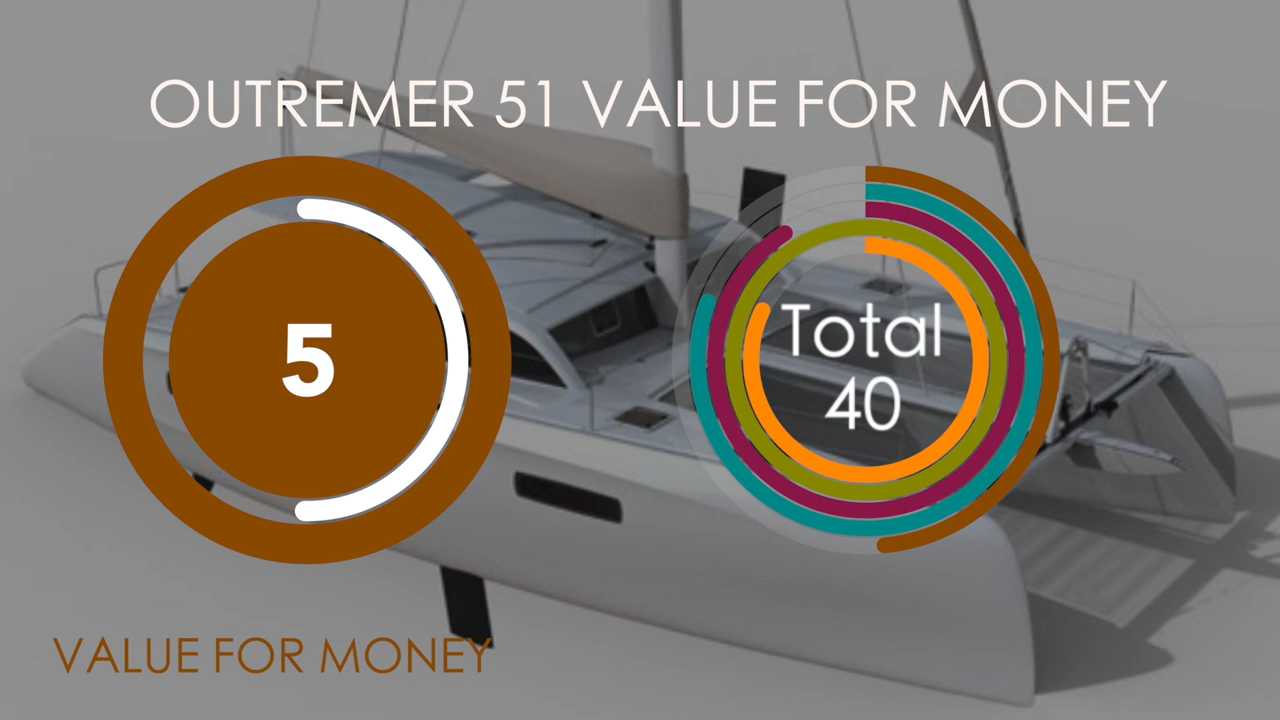 OUTREMER 51 VALUE FOR MONEY
5
Total
40
VALUE FOR MONEY